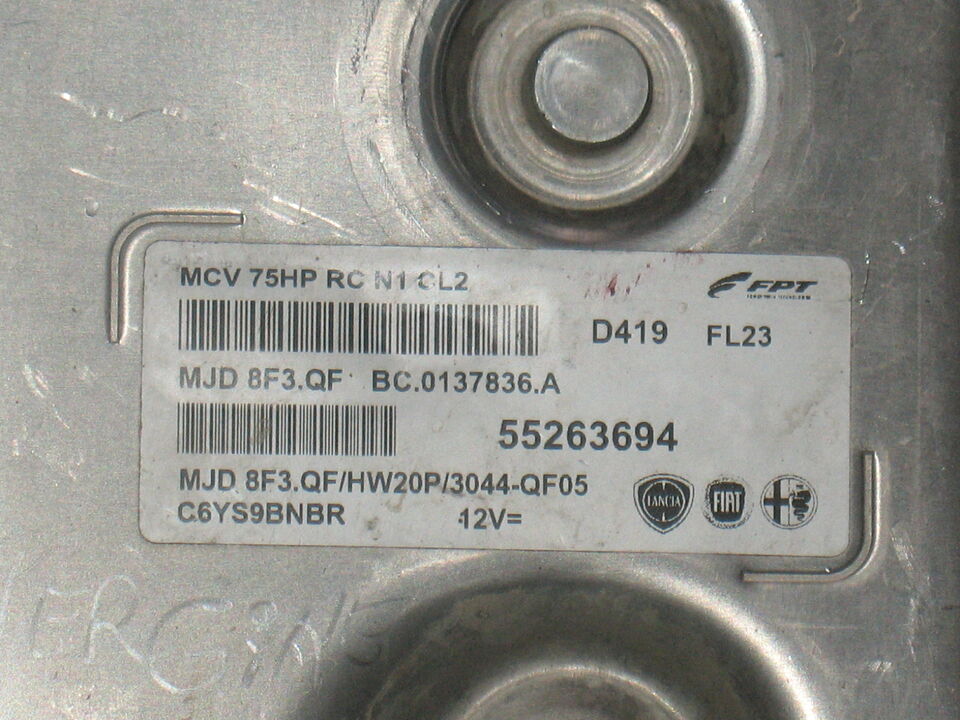 MCV 75HP RC N1 CL2
FPT
D419 FL23
MJD 8F3.QF BC.0137836.A
55263694
MJD 8F3.QF/HW20P/3044-QF05
C6YS9BNBR 12V=
LANCIA FIAT